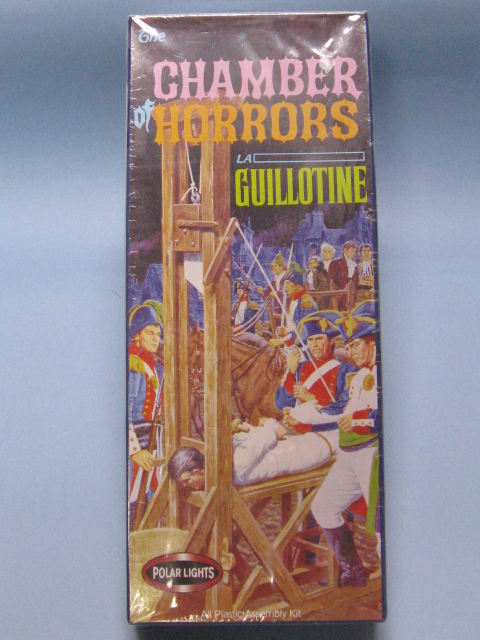 The
CHAMBER
of HORRORS
LA
GUILLOTINE
POLAR LIGHTS
All Plastic Assembly Kit